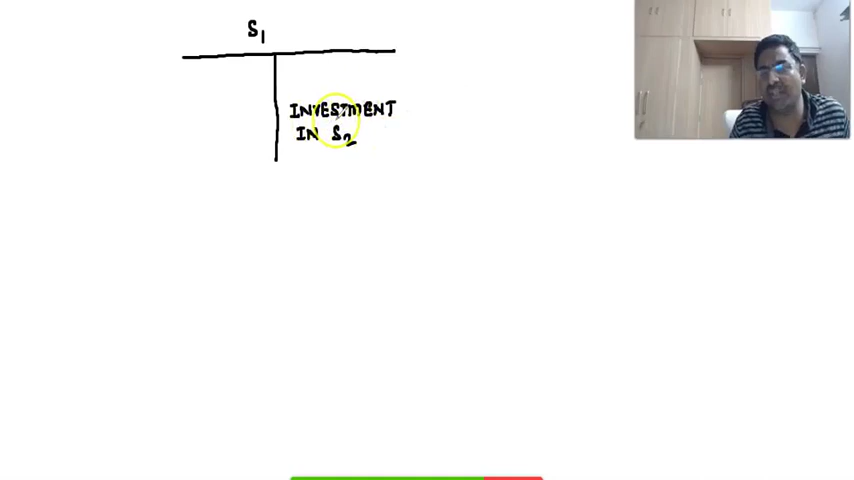 S₁
INVESTMENT
IN S₂